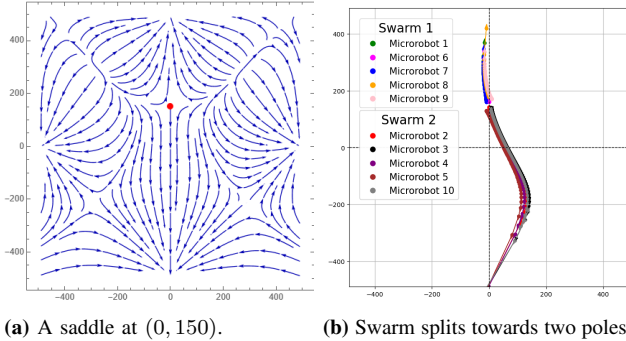 400
200
0
−200
−400
−400
−200
0
200
400
Swarm 1
Microrobot 1
Microrobot 6
Microrobot 7
Microrobot 8
Microrobot 9
Swarm 2
Microrobot 2
Microrobot 3
Microrobot 4
Microrobot 5
Microrobot 10
400
200
0
−200
−400
−400
−200
0
200
400
(a) A saddle at (0, 150).
(b) Swarm splits towards two poles